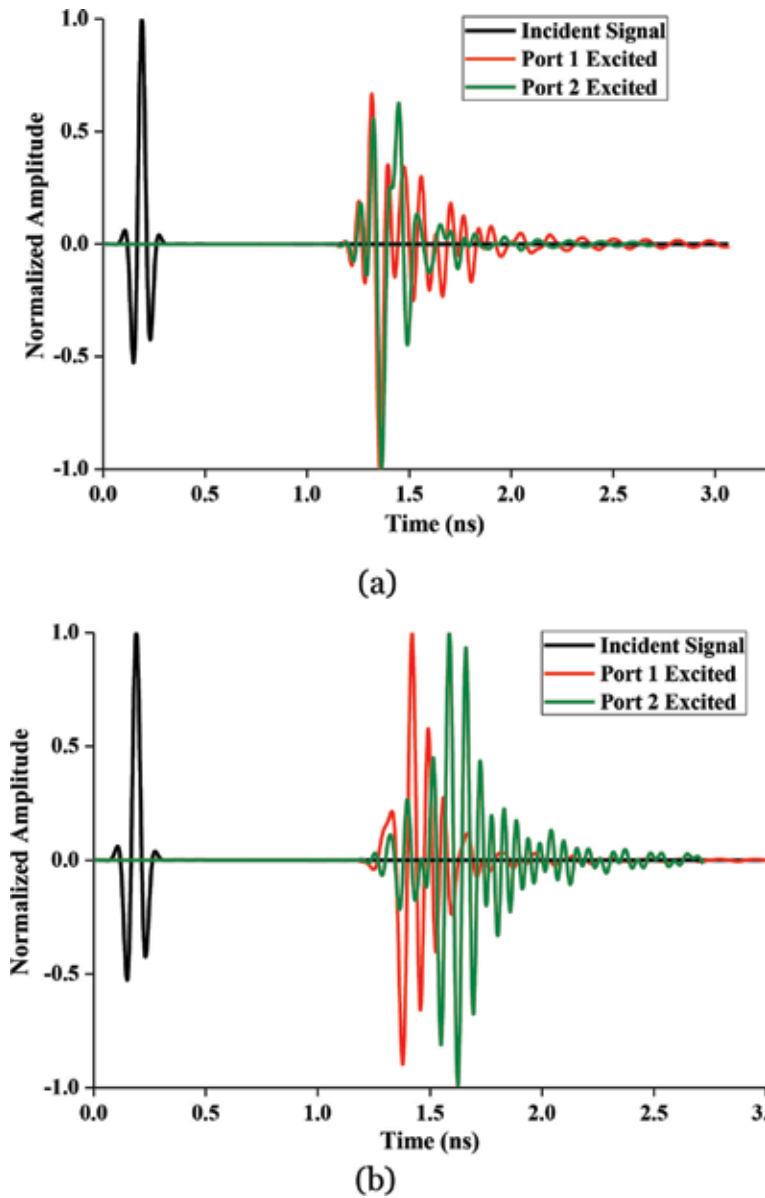 1.0
0.5
0.0
-0.5
-1.0
Normalized Amplitude
Incident Signal
Port 1 Excited
Port 2 Excited
0.0 0.5 1.0 1.5 2.0 2.5 3.0
Time (ns)
(a)
1.0
0.5
0.0
-0.5
-1.0
Normalized Amplitude
Incident Signal
Port 1 Excited
Port 2 Excited
0.0 0.5 1.0 1.5 2.0 2.5 3.0
Time (ns)
(b)